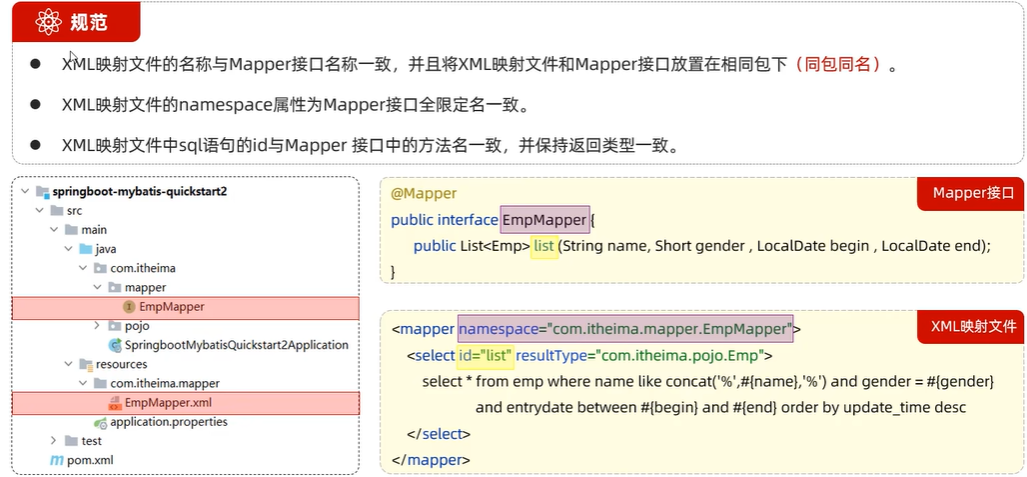 规范
XML映射文件的名称与Mapper接口名称一致，并且将XML映射文件和Mapper接口放置在相同包下（同包同名）。
XML映射文件的namespace属性为Mapper接口全限定名一致。
XML映射文件中sql语句的id与Mapper 接口中的方法名一致，并保持返回类型一致。
springboot-mybatis-quickstart2
src
main
java
com.itheima
mapper
EmpMapper
pojo
SpringbootMybatisQuickstart2Application
resources
com.itheima.mapper
EmpMapper.xml
application.properties
test
pom.xml
Mapper接口
@Mapper
public interface EmpMapper {
public List<Emp> list (String name, Short gender , LocalDate begin , LocalDate end);
}
XML映射文件
<mapper namespace="com.itheima.mapper.EmpMapper">
<select id="list" resultType="com.itheima.pojo.Emp">
select * from emp where name like concat('%',#{name},'%') and gender = #{gender}
and entrydate between #{begin} and #{end} order by update_time desc
</select>
</mapper>